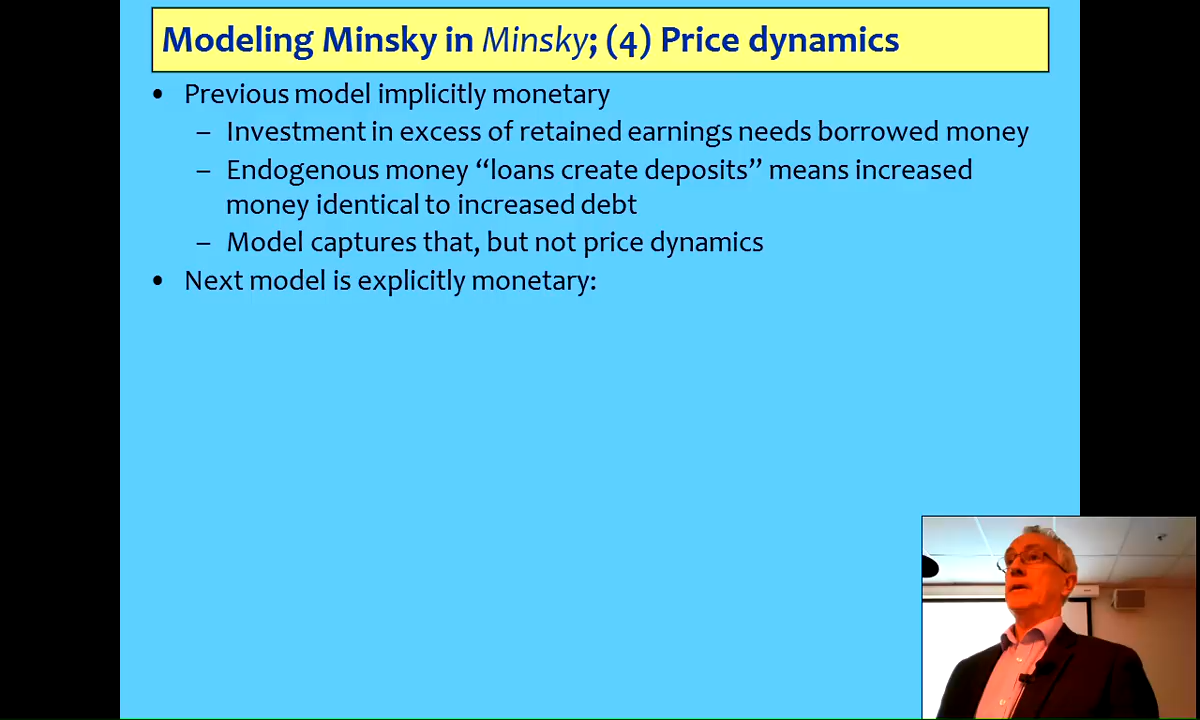 Modeling Minsky in Minsky; (4) Price dynamics
• Previous model implicitly monetary
– Investment in excess of retained earnings needs borrowed money
– Endogenous money “loans create deposits” means increased
money identical to increased debt
– Model captures that, but not price dynamics
• Next model is explicitly monetary: